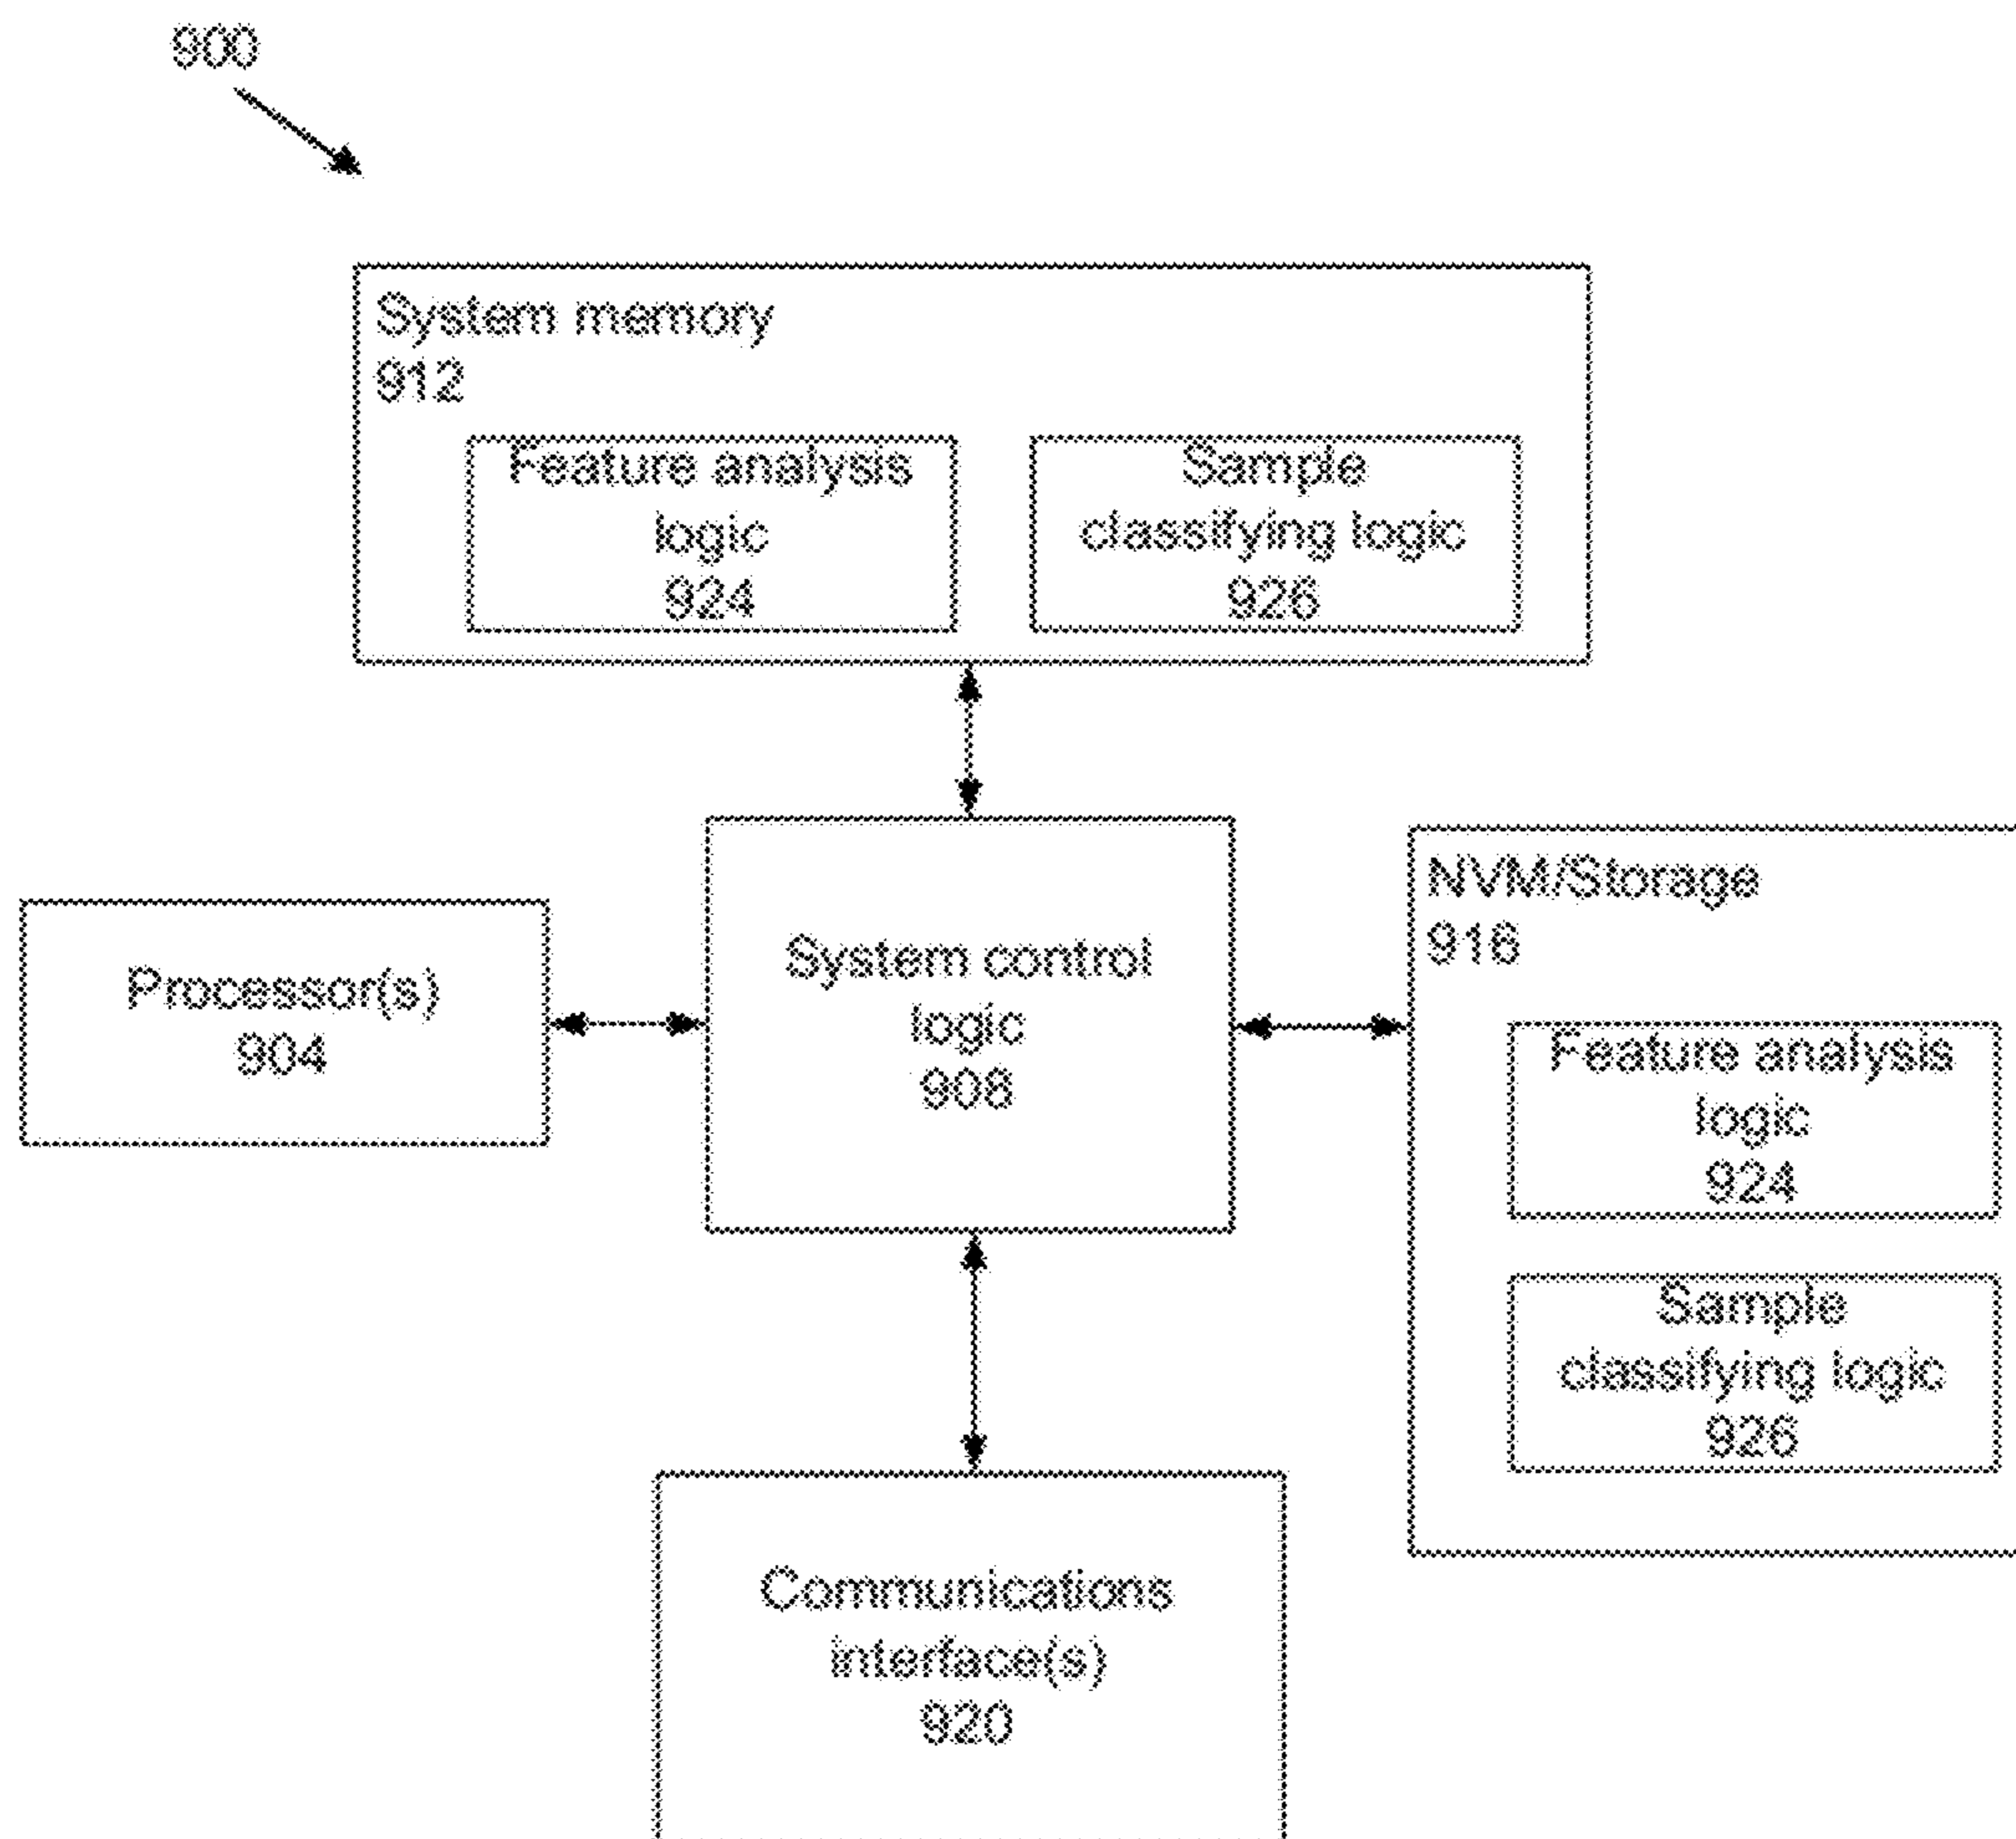 900
System memory
912
Feature analysis
logic
924
Sample
classifying logic
926
Processor(s)
904
System control
logic
908
NVM/Storage
916
Feature analysis
logic
924
Sample
classifying logic
926
Communications
interface(s)
920